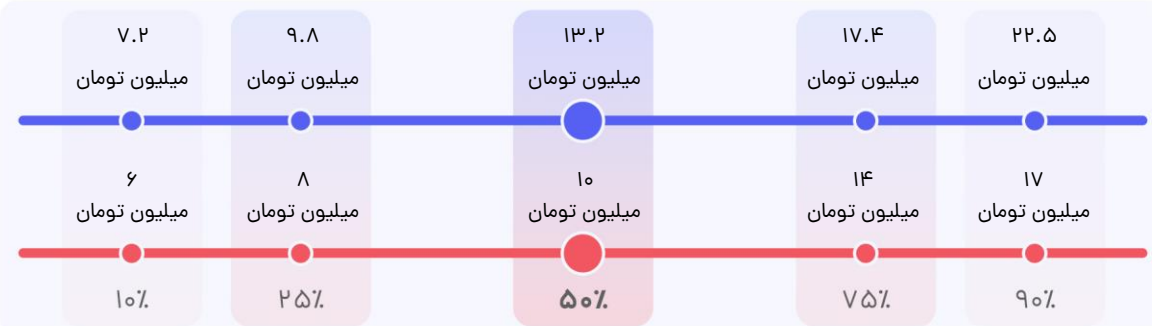 ۷.۲
۹.۸
۱۳.۲
۱۷.۴
۲۲.۵
میلیون تومان
میلیون تومان
میلیون تومان
میلیون تومان
میلیون تومان
۶
۸
۱۰
۱۴
۱۷
میلیون تومان
میلیون تومان
میلیون تومان
میلیون تومان
میلیون تومان
۱۰٪
۲۵٪
۵۰٪
۷۵٪
۹۰٪